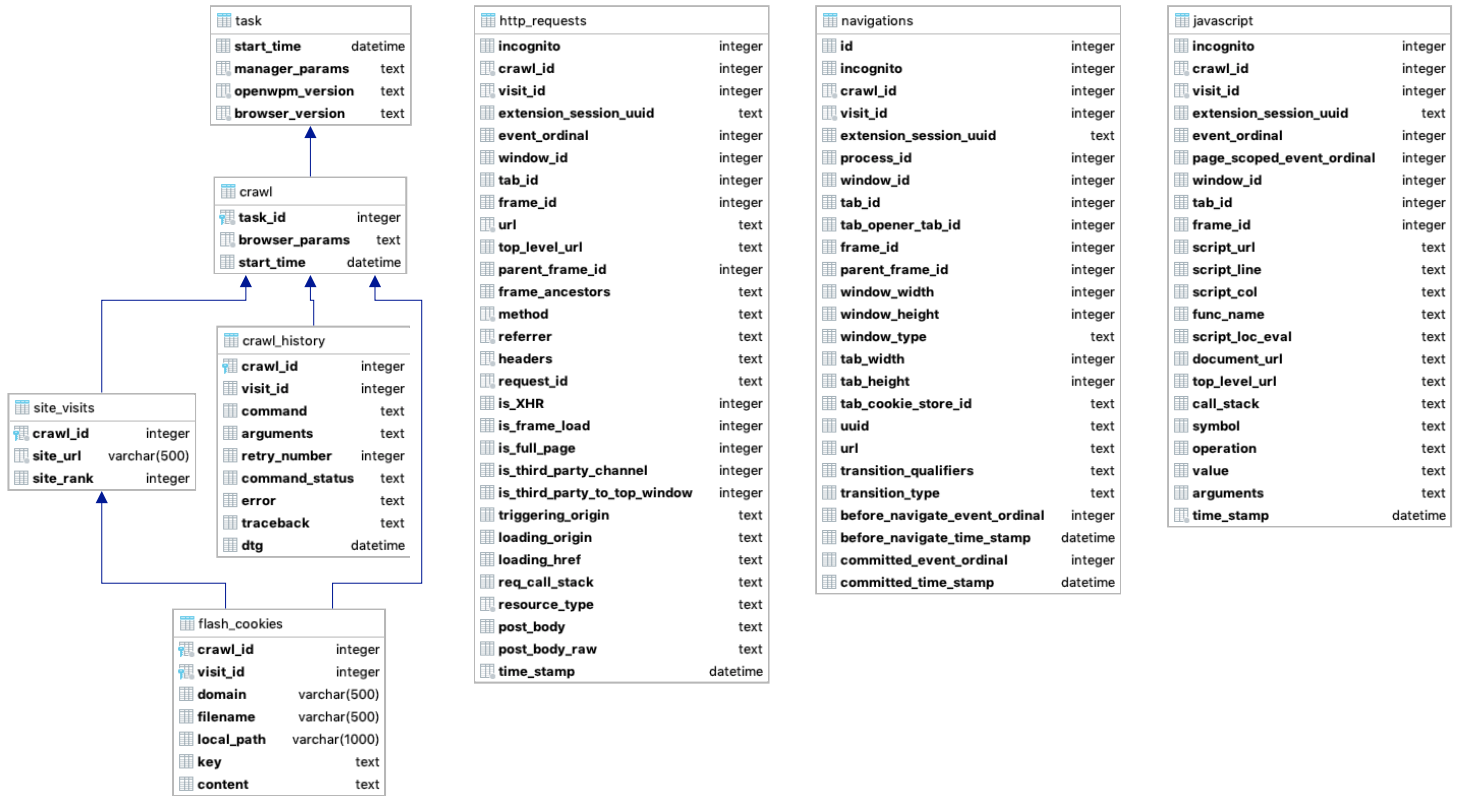 task
start_time datetime
manager_params text
openwpm_version text
browser_version text
crawl
task_id integer
browser_params text
start_time datetime
crawl_history
crawl_id integer
visit_id integer
command text
arguments text
retry_number integer
command_status text
error text
traceback text
dtg datetime
site_visits
crawl_id integer
site_url varchar(500)
site_rank integer
flash_cookies
crawl_id integer
visit_id integer
domain varchar(500)
filename varchar(500)
local_path varchar(1000)
key text
content text
http_requests
incognito integer
crawl_id integer
visit_id integer
extension_session_uuid text
event_ordinal integer
window_id integer
tab_id integer
frame_id integer
url text
top_level_url text
parent_frame_id integer
frame_ancestors text
method text
referrer text
headers text
request_id text
is_XHR integer
is_frame_load integer
is_full_page integer
is_third_party_channel integer
is_third_party_to_top_window integer
triggering_origin text
loading_origin text
loading_href text
req_call_stack text
resource_type text
post_body text
post_body_raw text
time_stamp datetime
navigations
id integer
incognito integer
crawl_id integer
visit_id integer
extension_session_uuid text
process_id integer
window_id integer
tab_id integer
tab_opener_tab_id integer
frame_id integer
parent_frame_id integer
window_width integer
window_height integer
window_type text
tab_width integer
tab_height integer
tab_cookie_store_id text
uuid text
url text
transition_qualifiers text
transition_type text
before_navigate_event_ordinal integer
before_navigate_time_stamp datetime
committed_event_ordinal integer
committed_time_stamp datetime
javascript
incognito integer
crawl_id integer
visit_id integer
extension_session_uuid text
event_ordinal integer
page_scoped_event_ordinal integer
window_id integer
tab_id integer
frame_id integer
script_url text
script_line text
script_col text
func_name text
script_loc_eval text
document_url text
top_level_url text
call_stack text
symbol text
operation text
value text
arguments text
time_stamp datetime